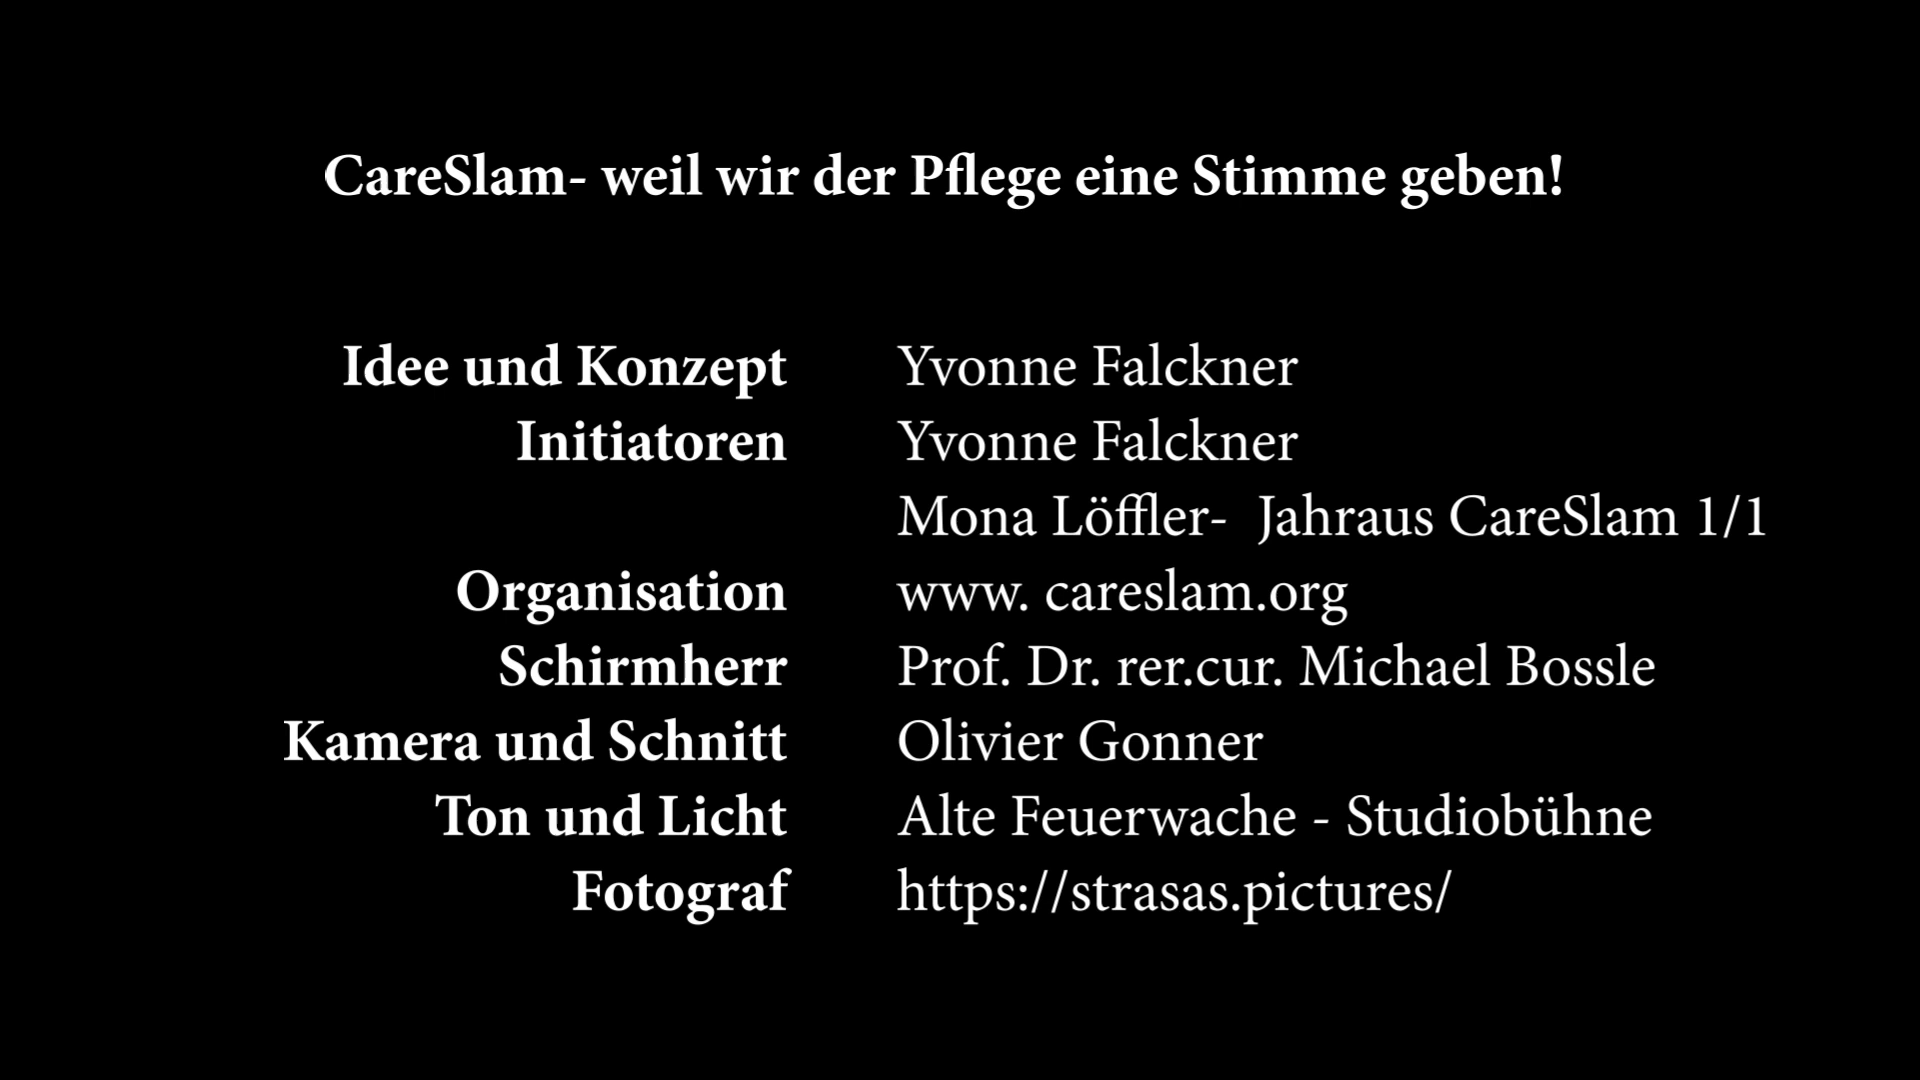 CareSlam- weil wir der Pflege eine Stimme geben!
Idee und Konzept Yvonne Falckner
Initiatoren Yvonne Falckner
Mona Löffler- Jahraus CareSlam 1/1
Organisation www. careslam.org
Schirmherr Prof. Dr. rer.cur. Michael Bossle
Kamera und Schnitt Olivier Gonner
Ton und Licht Alte Feuerwache - Studiobühne
Fotograf https://strasas.pictures/